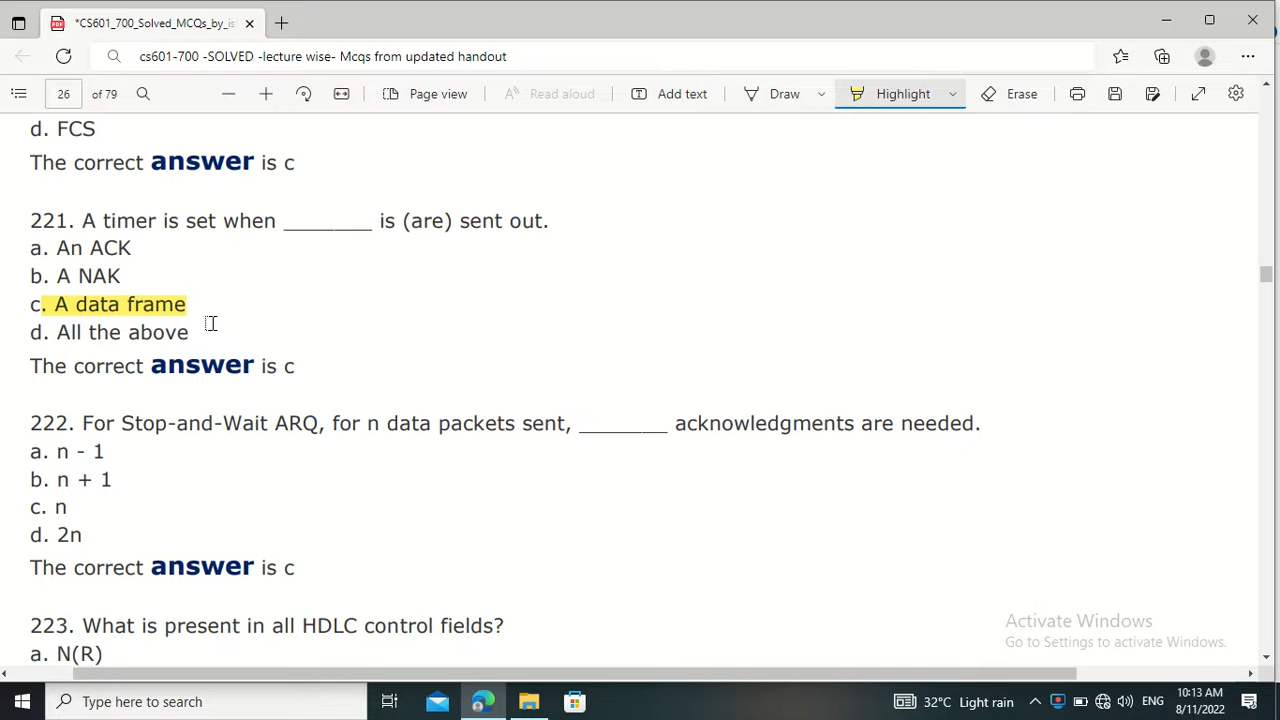 *CS601_700_Solved_MCQs_by_is
cs601-700 -SOLVED -lecture wise- Mcqs from updated handout
26 of 79 Page view Read aloud Add text Draw Highlight Erase
d. FCS
The correct answer is c
221. A timer is set when _______ is (are) sent out.
a. An ACK
b. A NAK
c. A data frame
d. All the above
The correct answer is c
222. For Stop-and-Wait ARQ, for n data packets sent, _______ acknowledgments are needed.
a. n - 1
b. n + 1
c. n
d. 2n
The correct answer is c
223. What is present in all HDLC control fields?
a. N(R)
Activate Windows
Go to Settings to activate Windows.
Type here to search 32°C Light rain ENG 10:13 AM
8/11/2022